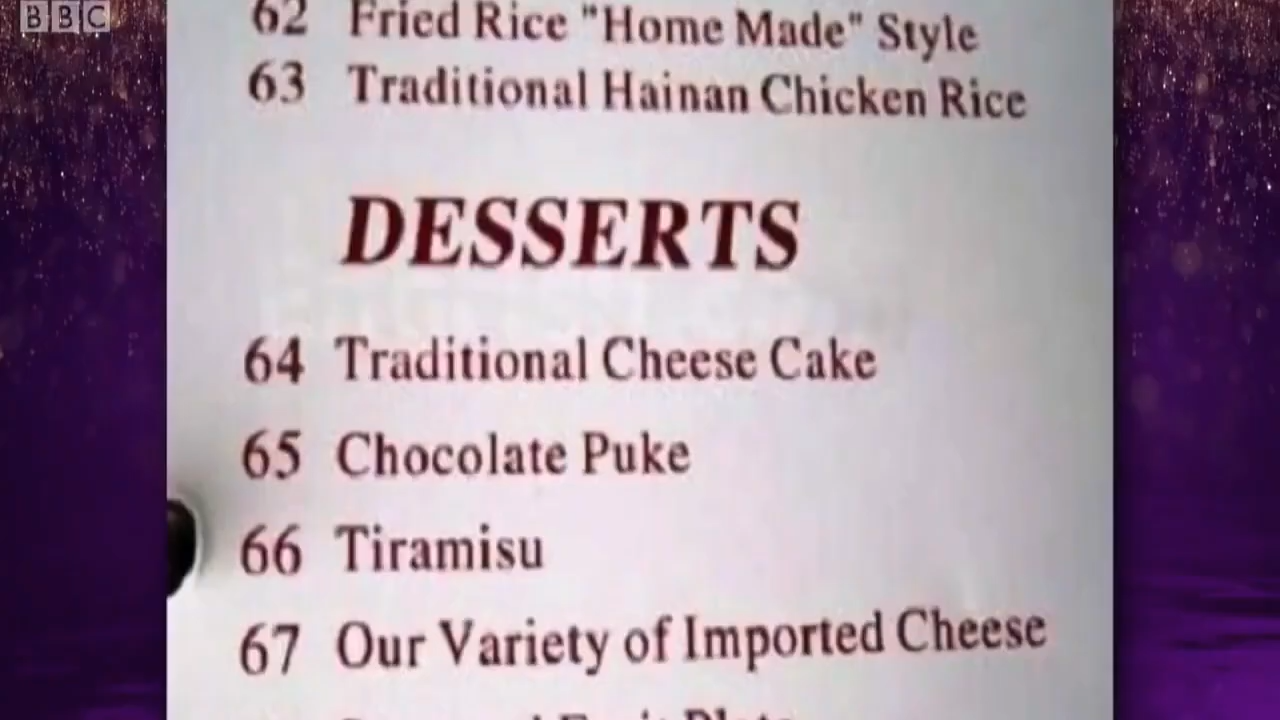 BBC
62 Fried Rice "Home Made" Style
63 Traditional Hainan Chicken Rice
DESSERTS
64 Traditional Cheese Cake
65 Chocolate Puke
66 Tiramisu
67 Our Variety of Imported Cheese